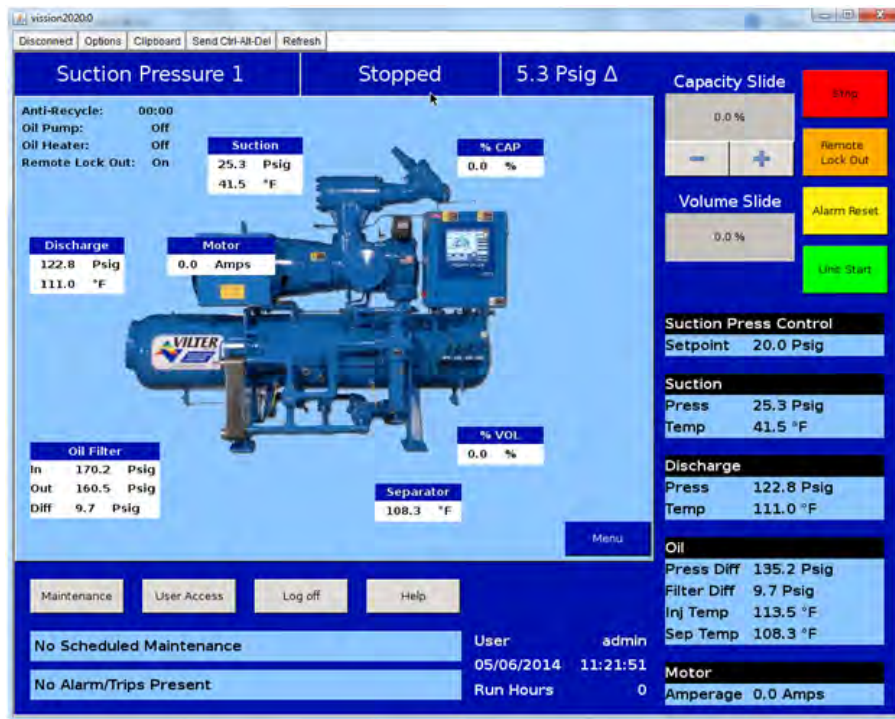 vission20200
Disconnect Options Clipboard Send Ctrl-Alt-Del Refresh
Suction Pressure 1 Stopped 5.3 Psig Δ
Anti-Recycle: 00:00
Oil Pump: Off
Oil Heater: Off
Remote Lock Out: On
Suction
25.3 Psig
41.5 °F
% CAP
0.0 %
Discharge
122.8 Psig
111.0 °F
Motor
0.0 Amps
VILTER
Oil Filter
In 170.2 Psig
Out 160.5 Psig
Diff 9.7 Psig
% VOL
0.0 %
Separator
108.3 °F
Menu
Capacity Slide
0.0 %
Volume Slide
0.0 %
Stop
Remote
Lock Out
Alarm Reset
Unit Start
Suction Press Control
Setpoint 20.0 Psig
Suction
Press 25.3 Psig
Temp 41.5 °F
Discharge
Press 122.8 Psig
Temp 111.0 °F
Oil
Press Diff 135.2 Psig
Filter Diff 9.7 Psig
Inj Temp 113.5 °F
Sep Temp 108.3 °F
Motor
Amperage 0.0 Amps
Maintenance User Access Log off Help
No Scheduled Maintenance
No Alarm/Trips Present
User admin
05/06/2014 11:21:51
Run Hours 0